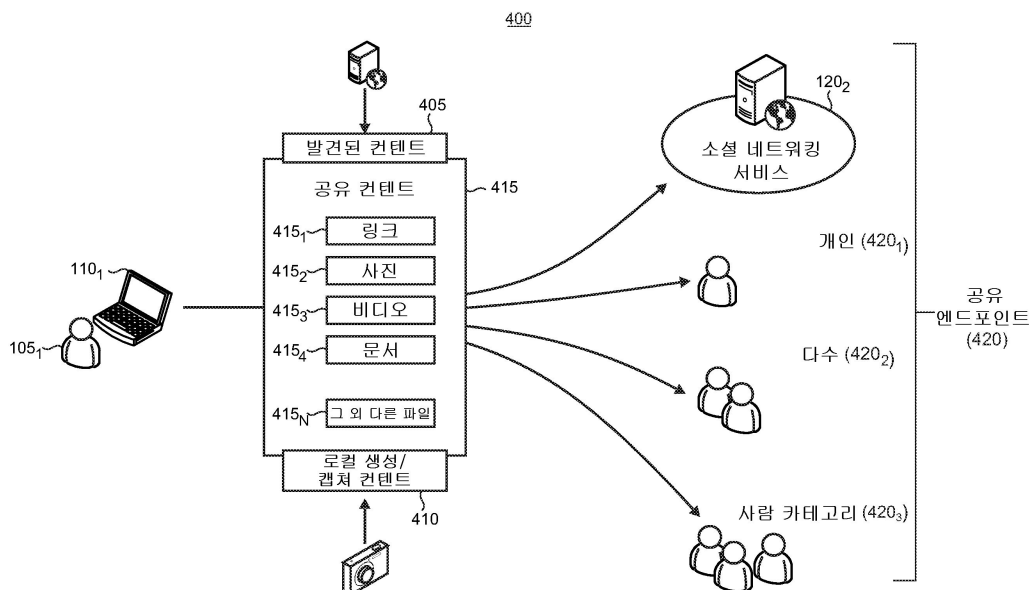 400
405
발견된 컨텐트
공유 컨텐트
415
415₁
링크
415₂
사진
415₃
비디오
415₄
문서
415N
그 외 다른 파일
로컬 생성/
캡쳐 컨텐트
410
110₁
105₁
120₂
소셜 네트워킹
서비스
개인 (420₁)
다수 (420₂)
사람 카테고리 (420₃)
공유
엔드포인트
(420)